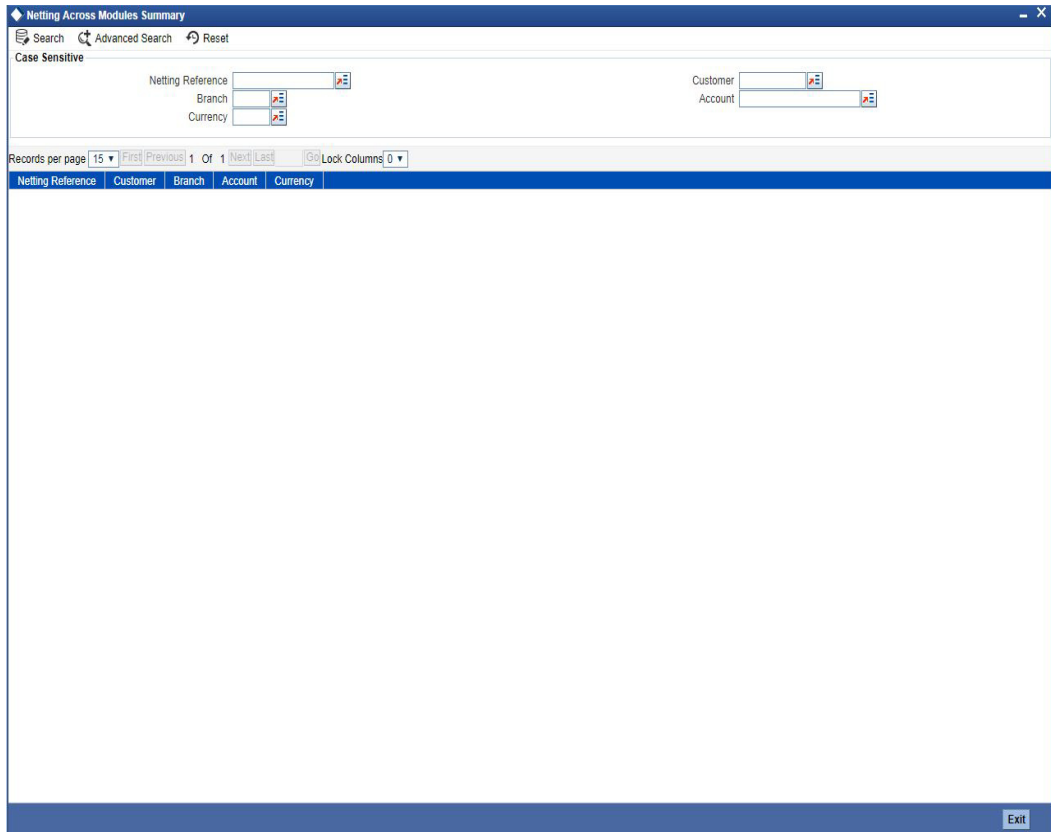 Netting Across Modules Summary
Search Advanced Search Reset
Case Sensitive
Netting Reference Customer
Branch Account
Currency
Records per page 15 First Previous 1 Of 1 Next Last Go Lock Columns 0
Netting Reference Customer Branch Account Currency
Exit